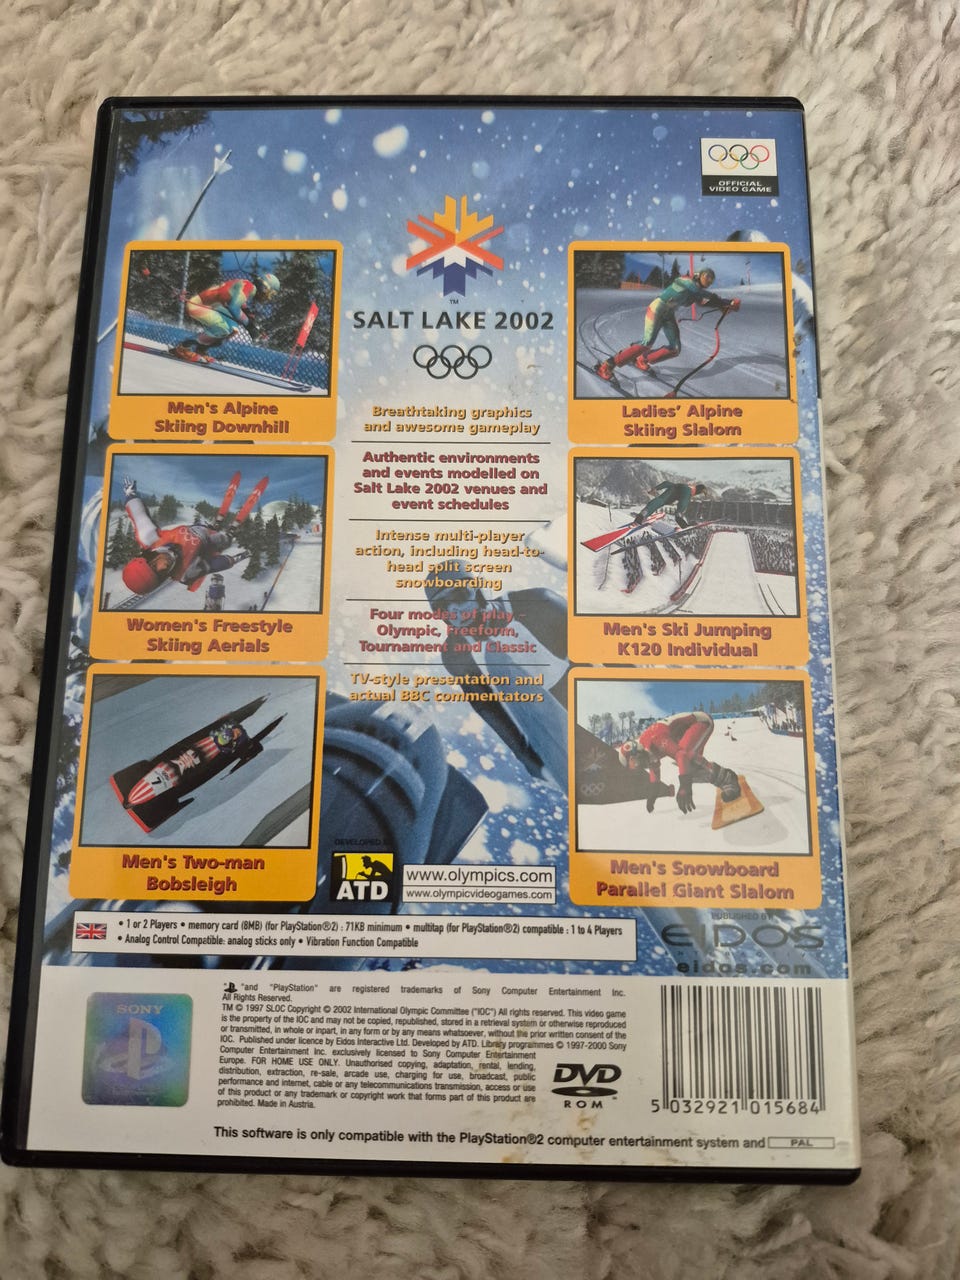 OFFICIAL
VIDEO GAME
TM
SALT LAKE 2002
Men's Alpine
Skiing Downhill
Ladies' Alpine
Skiing Slalom
Women's Freestyle
Skiing Aerials
Men's Ski Jumping
K120 Individual
Men's Two-man
Bobsleigh
Men's Snowboard
Parallel Giant Slalom
Breathtaking graphics
and awesome gameplay
Authentic environments
and events modelled on
Salt Lake 2002 venues and
event schedules
Intense multi-player
action, including head-to-
head split screen
snowboarding
Four modes of play –
Olympic, Freeform,
Tournament and Classic
TV-style presentation and
actual BBC commentators
7
DEVELOPED BY
ATD
www.olympics.com
www.olympicvideogames.com
• 1 or 2 Players • memory card (8MB) (for PlayStation®2) : 71KB minimum • multitap (for PlayStation®2) compatible : 1 to 4 Players
• Analog Control Compatible: analog sticks only • Vibration Function Compatible
PUBLISHED BY
EIDOS
INTERACTIVE
eidos.com
SONY
"and "PlayStation" are registered trademarks of Sony Computer Entertainment Inc.
All Rights Reserved.
TM © 1997 SLOC Copyright © 2002 International Olympic Committee ("IOC") All rights reserved. This video game
is the property of the IOC and may not be copied, republished, stored in a retrieval system or otherwise reproduced
or transmitted, in whole or inpart, in any form or by any means whatsoever, without the prior written consent of the
IOC. Published under licence by Eidos Interactive Ltd. Developed by ATD. Library programmes © 1997-2000 Sony
Computer Entertainment Inc. exclusively licensed to Sony Computer Entertainment
Europe. FOR HOME USE ONLY. Unauthorised copying, adaptation, rental, lending,
distribution, extraction, re-sale, arcade use, charging for use, broadcast, public
performance and internet, cable or any telecommunications transmission, access or use
of this product or any trademark or copyright work that forms part of this product are
prohibited. Made in Austria.
DVD
ROM
5 032921 015684
This software is only compatible with the PlayStation®2 computer entertainment system and PAL